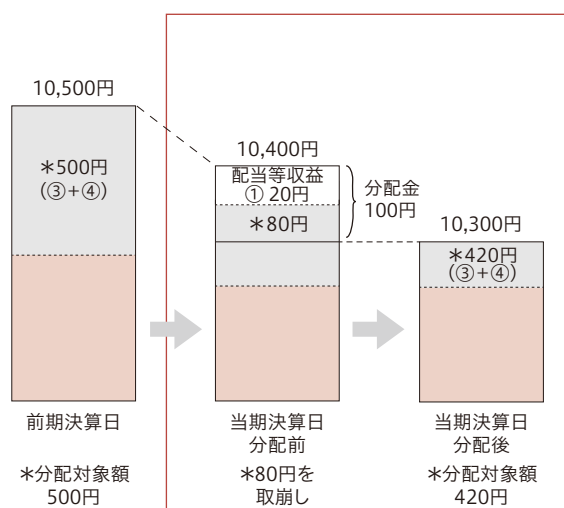 10,500円
＊500円
(③+④)
10,400円
配当等収益
① 20円
＊80円
分配金
100円
10,300円
＊420円
(③+④)
前期決算日
当期決算日
分配前
当期決算日
分配後
＊分配対象額
500円
＊80円を
取崩し
＊分配対象額
420円